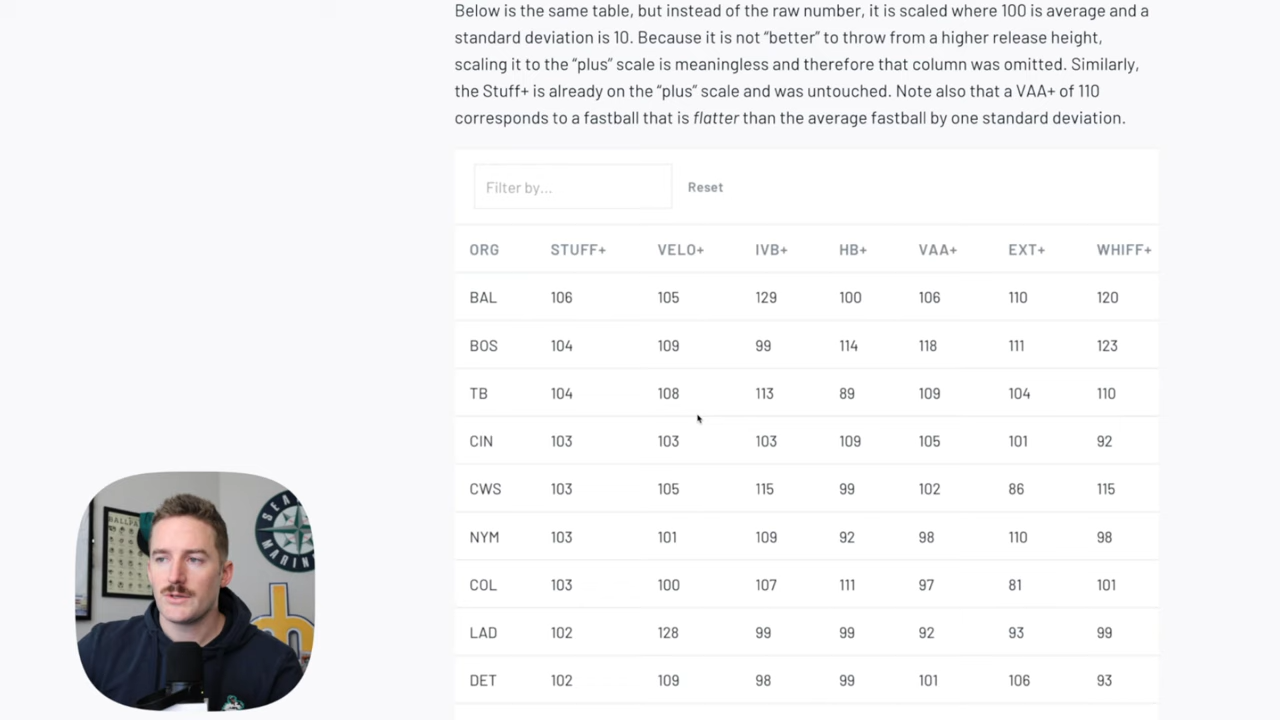 Below is the same table, but instead of the raw number, it is scaled where 100 is average and a
standard deviation is 10. Because it is not “better” to throw from a higher release height,
scaling it to the “plus” scale is meaningless and therefore that column was omitted. Similarly,
the Stuff+ is already on the “plus” scale and was untouched. Note also that a VAA+ of 110
corresponds to a fastball that is flatter than the average fastball by one standard deviation.
Filter by... Reset
ORG STUFF+ VELO+ IVB+ HB+ VAA+ EXT+ WHIFF+
BAL 106 105 129 100 106 110 120
BOS 104 109 99 114 118 111 123
TB 104 108 113 89 109 104 110
CIN 103 103 103 109 105 101 92
CWS 103 105 115 99 102 86 115
NYM 103 101 109 92 98 110 98
COL 103 100 107 111 97 81 101
LAD 102 128 99 99 92 93 99
DET 102 109 98 99 101 106 93
BALLPA
SEA
MARIN